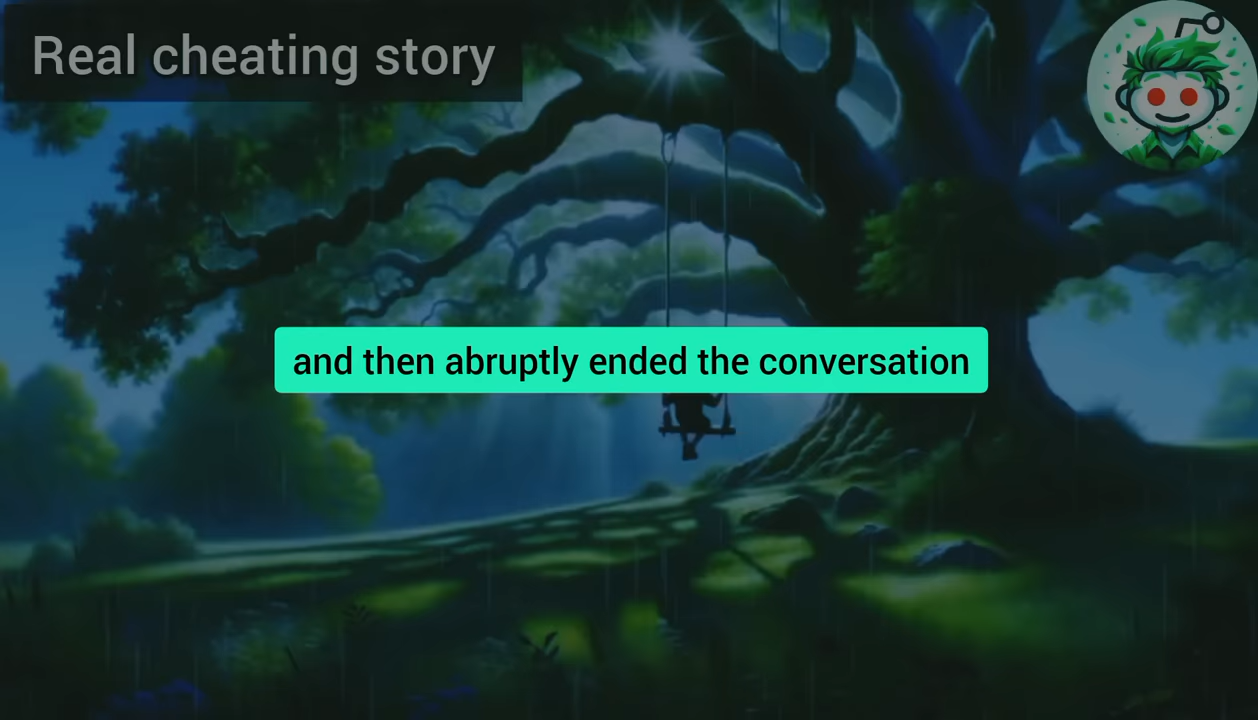 Real cheating story
and then abruptly ended the conversation